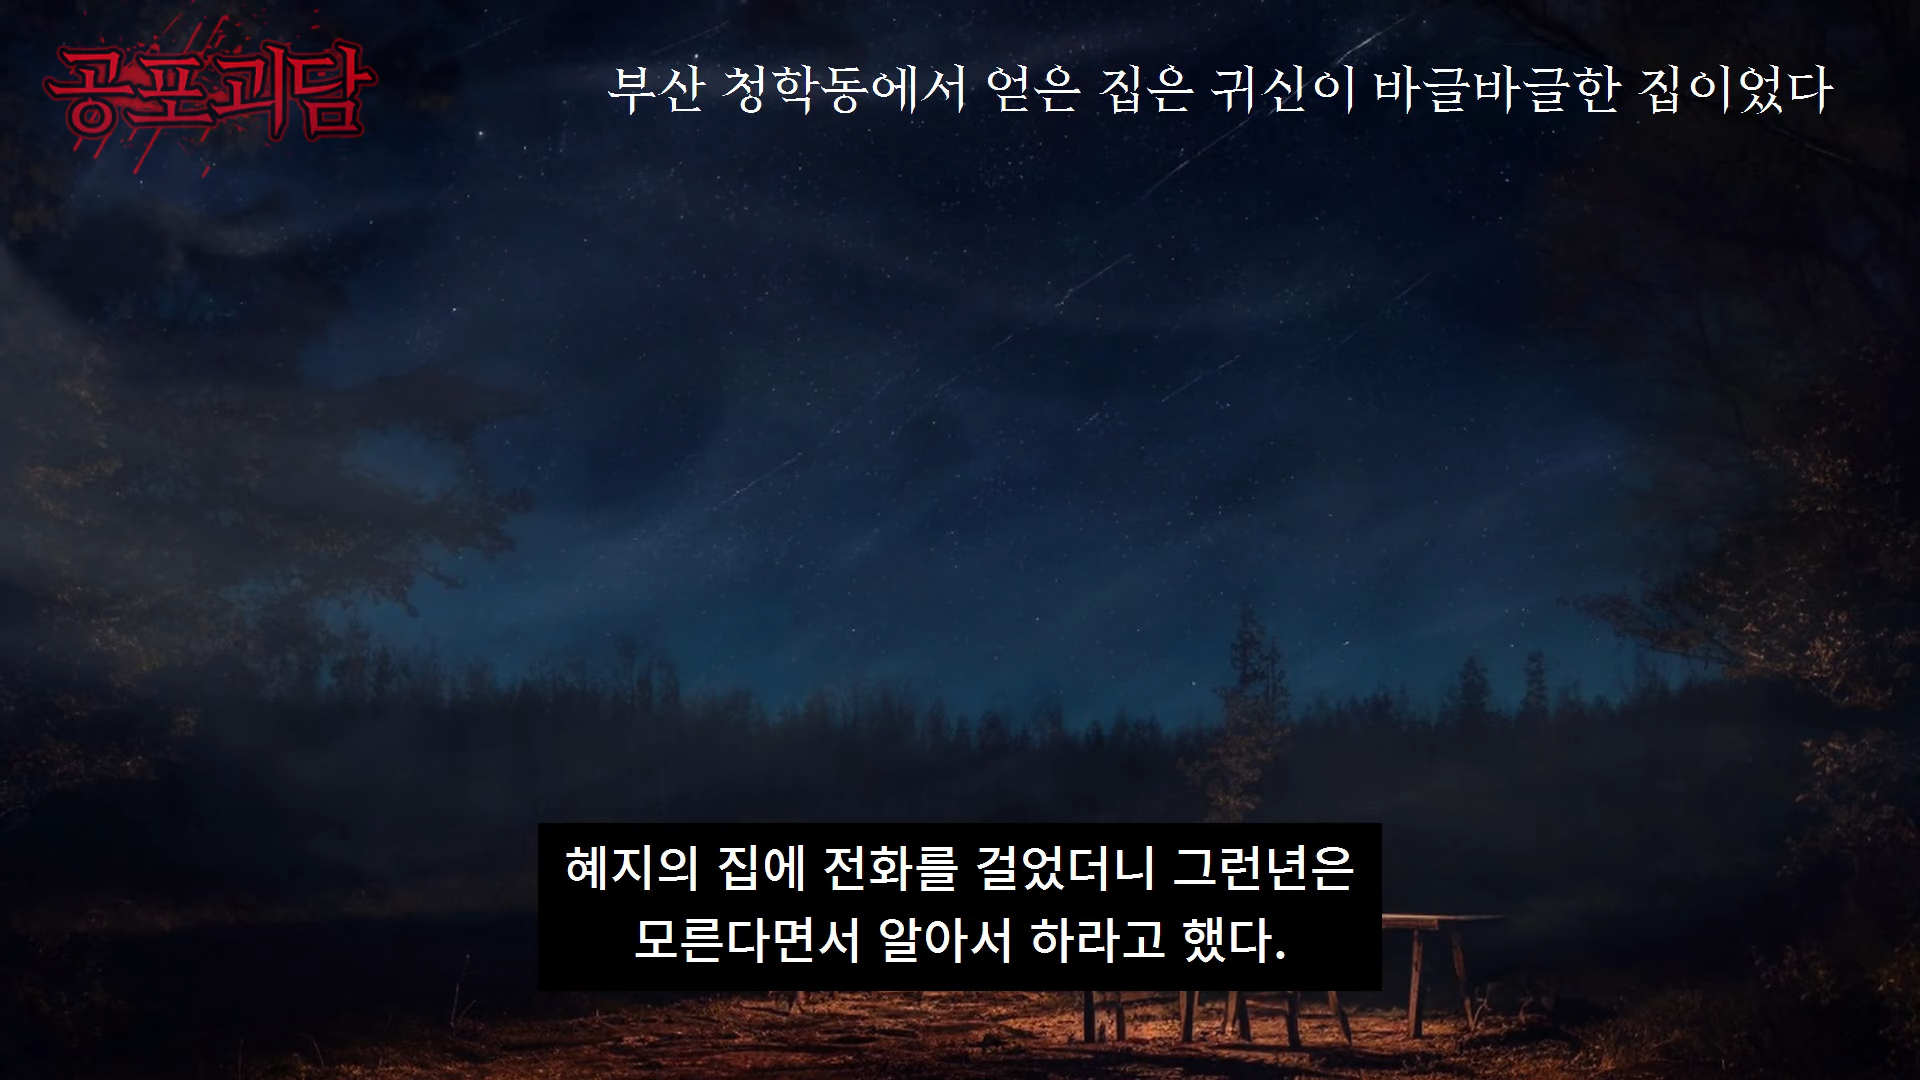 공포괴담
부산 청학동에서 얻은 집은 귀신이 바글바글한 집이었다
혜지의 집에 전화를 걸었더니 그런년은
모른다면서 알아서 하라고 했다.